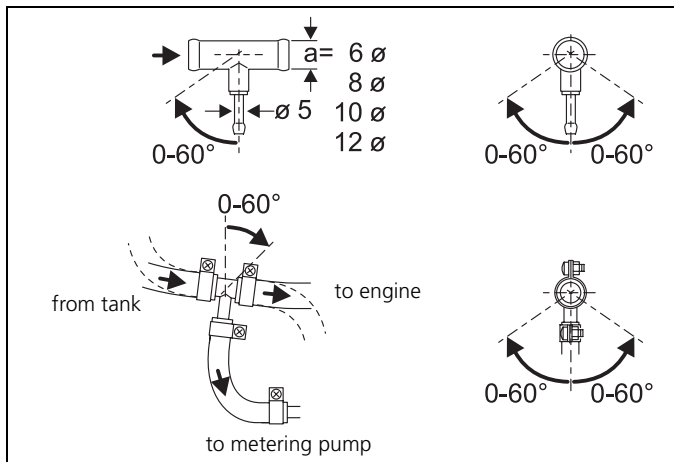 a= 6 ø
8 ø
10 ø
12 ø
ø 5
0-60°
0-60° 0-60°
0-60°
from tank
to engine
to metering pump
0-60° 0-60°